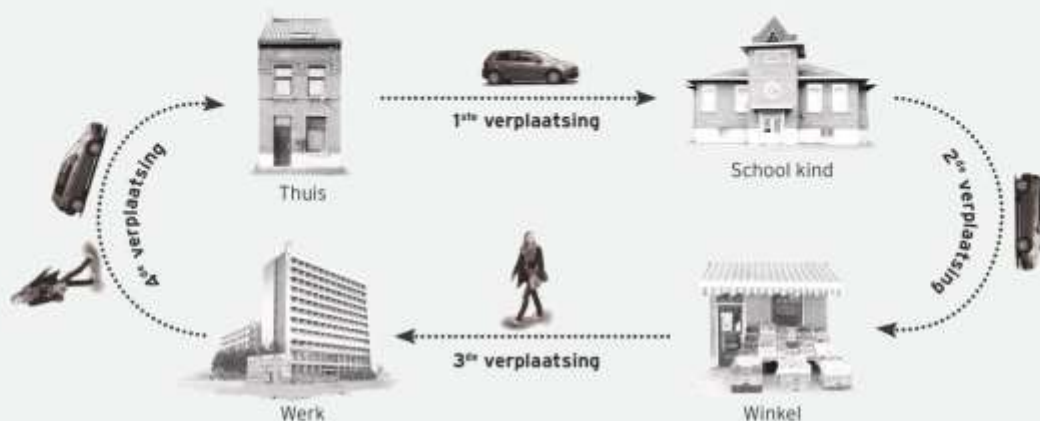 1ste verplaatsing
Thuis
School kind
2de verplaatsing
4de verplaatsing
3de verplaatsing
Werk
Winkel